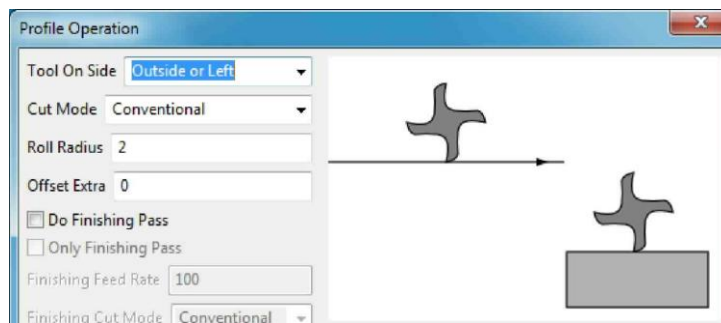 Profile Operation
Tool On Side Outside or Left
Cut Mode Conventional
Roll Radius 2
Offset Extra 0
Do Finishing Pass
Only Finishing Pass
Finishing Feed Rate 100
Finishing Cut Mode Conventional